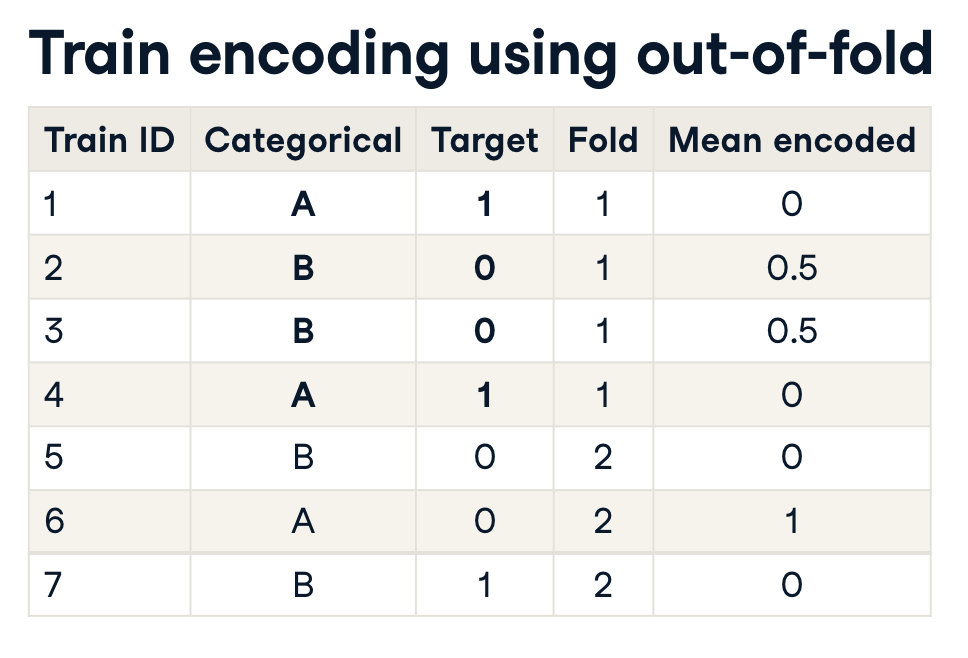 Train encoding using out-of-fold
Train ID Categorical Target Fold Mean encoded
1 A 1 1 0
2 B 0 1 0.5
3 B 0 1 0.5
4 A 1 1 0
5 B 0 2 0
6 A 0 2 1
7 B 1 2 0